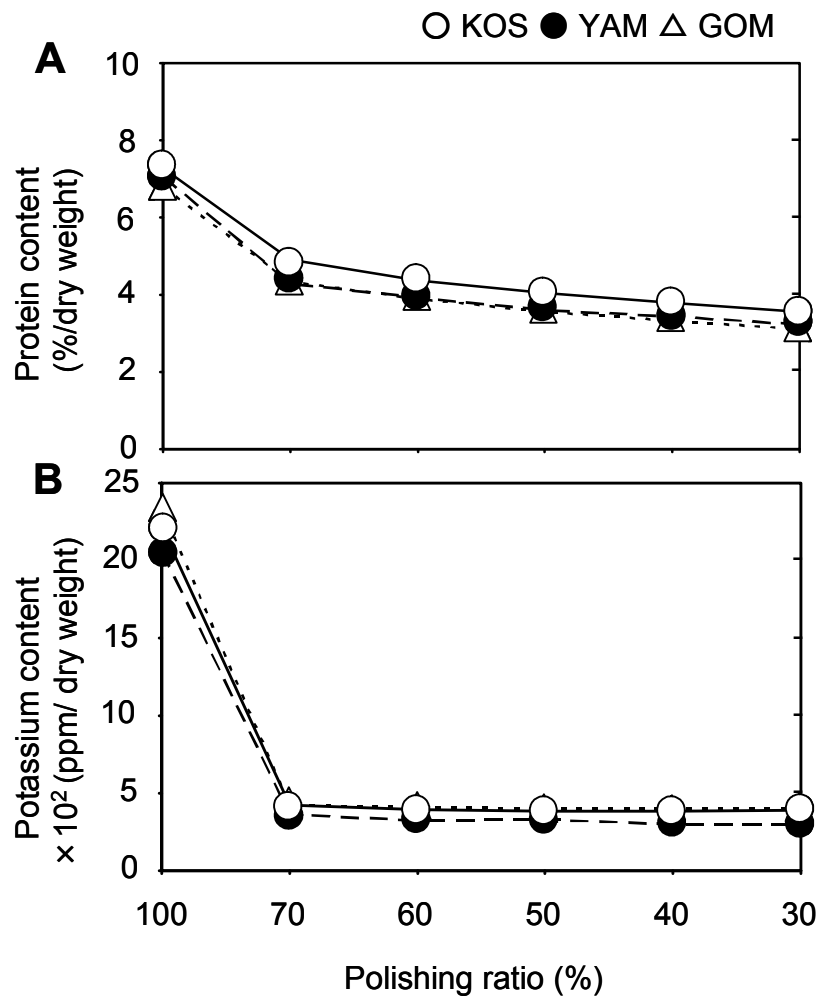 KOS YAM GOM
A
10
8
6
4
2
0
Protein content
(%/dry weight)
B
25
20
15
10
5
0
Potassium content
×10² (ppm/ dry weight)
100 70 60 50 40 30
Polishing ratio (%)